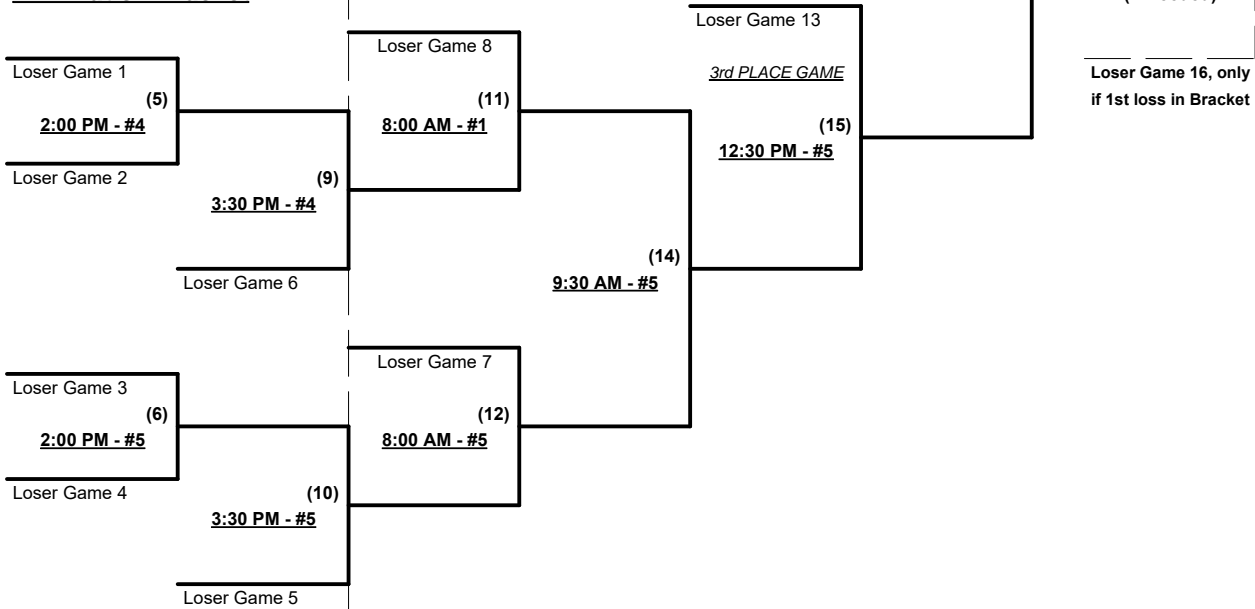 Loser Game 13
Loser Game 8
3rd PLACE GAME
Loser Game 1
Loser Game 16, only
if 1st loss in Bracket
(5)
(11)
2:00 PM - #4
8:00 AM - #1
(15)
12:30 PM - #5
Loser Game 2
(9)
3:30 PM - #4
(14)
Loser Game 6
9:30 AM - #5
Loser Game 7
Loser Game 3
(6)
(12)
2:00 PM - #5
8:00 AM - #5
Loser Game 4
(10)
3:30 PM - #5
Loser Game 5